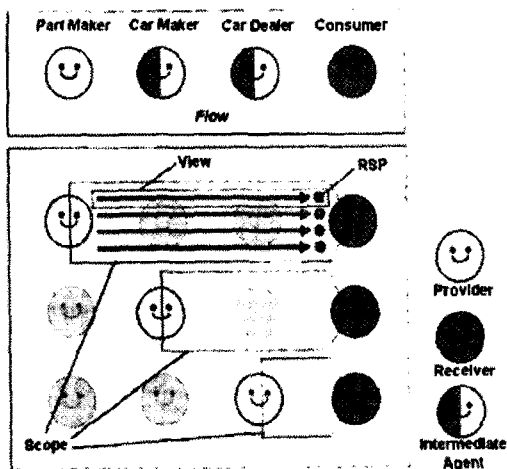 Part Maker Car Maker Car Dealer Consumer
Flow
View
RSP
Provider
Receiver
Scope
Intermediate
Agent